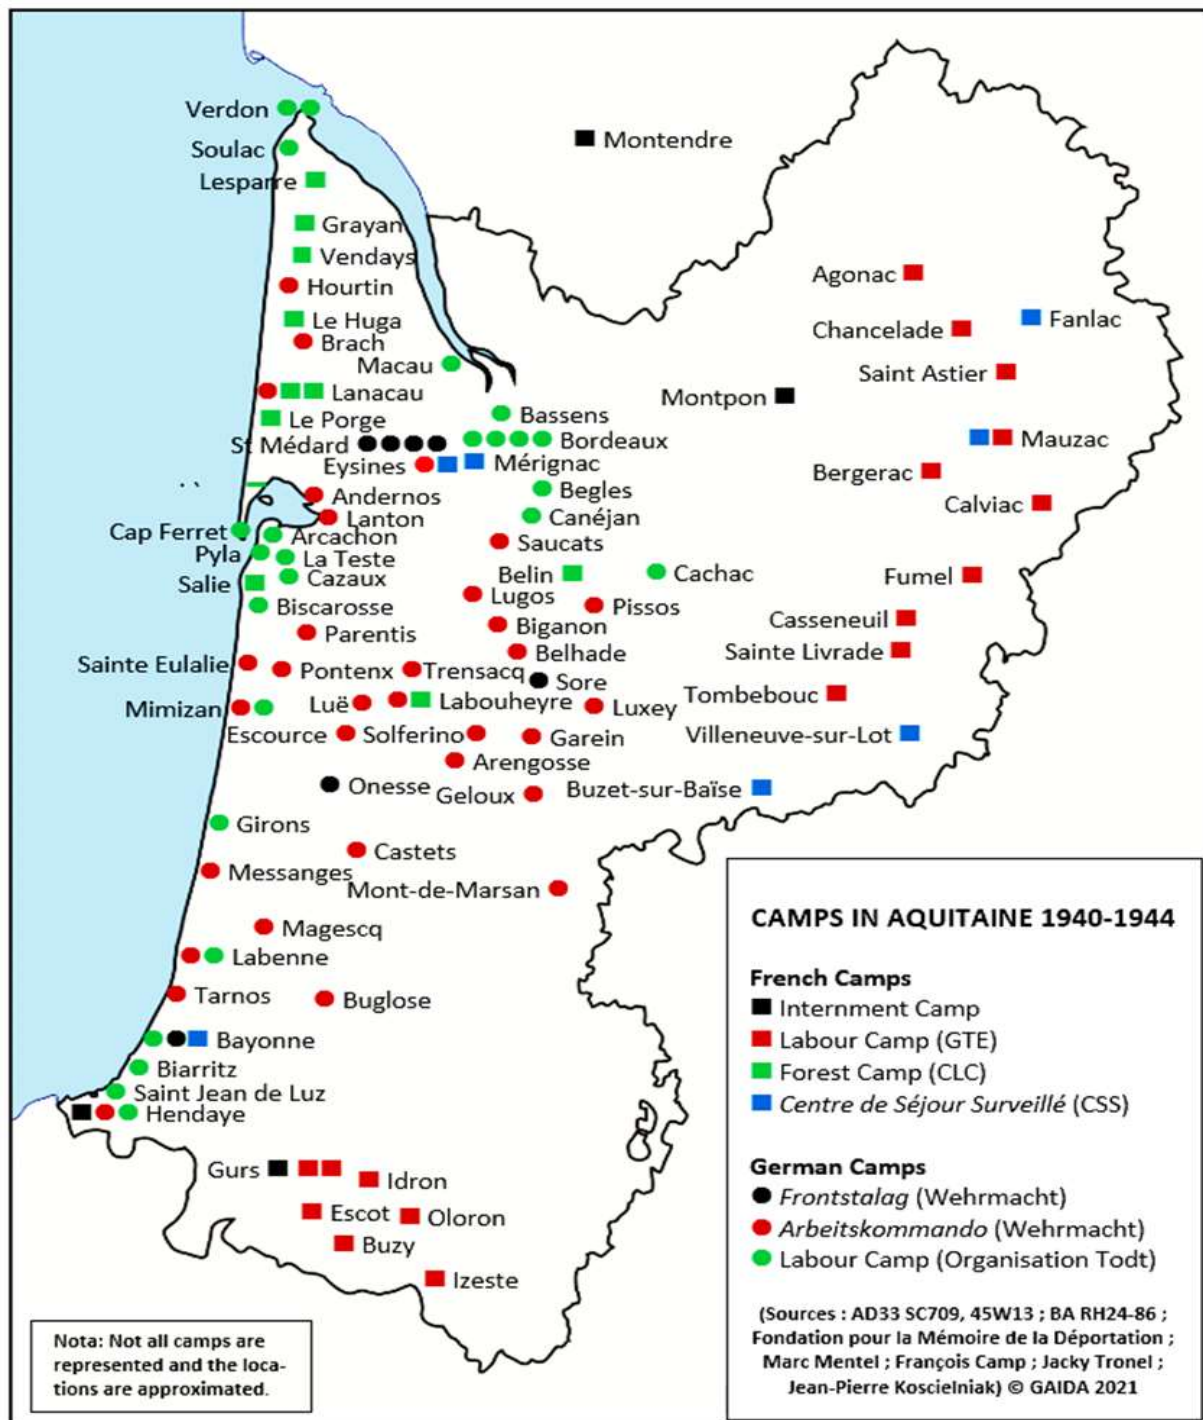 Verdon
Montendre
Soulac
Lesparre
Grayan
Vendays
Agonac
Hourtin
Le Huga
Fanlac
Chancelade
Brach
Macau
Saint Astier
Lanacau
Montpon
Le Porge
Bassens
St Médard
Bordeaux
Mauzac
Eysines
Mérignac
Bergerac
Andernos
Begles
Calviac
Lanton
Canéjan
Cap Ferret
Arcachon
Saucats
Pyla
La Teste
Salie
Cazaux
Belin
Cachac
Fumel
Lugos
Biscarosse
Pissos
Casseneuil
Biganon
Parentis
Belhade
Sainte Livrade
Sainte Eulalie
Pontenx
Trensacq
Sore
Tombebouc
Mimizan
Luë
Labouheyre
Luxey
Escource
Solferino
Garein
Villeneuve-sur-Lot
Arengosse
Onesse
Geloux
Buzet-sur-Baïse
Girons
Castets
Messanges
Mont-de-Marsan
Magescq
Labenne
Tarnos
Buglose
Bayonne
Biarritz
Saint Jean de Luz
Hendaye
Gurs
Idron
Escot
Oloron
Buzy
Izeste
CAMPS IN AQUITAINE 1940-1944
French Camps
Internment Camp
Labour Camp (GTE)
Forest Camp (CLC)
Centre de Séjour Surveillé (CSS)
German Camps
Frontstalag (Wehrmacht)
Arbeitskommando (Wehrmacht)
Labour Camp (Organisation Todt)
(Sources : AD33 SC709, 45W13 ; BA RH24-86 ;
Fondation pour la Mémoire de la Déportation ;
Marc Mentel ; François Camp ; Jacky Tronel ;
Jean-Pierre Koscielniak) © GAIDA 2021
Nota: Not all camps are
represented and the loca-
tions are approximated.